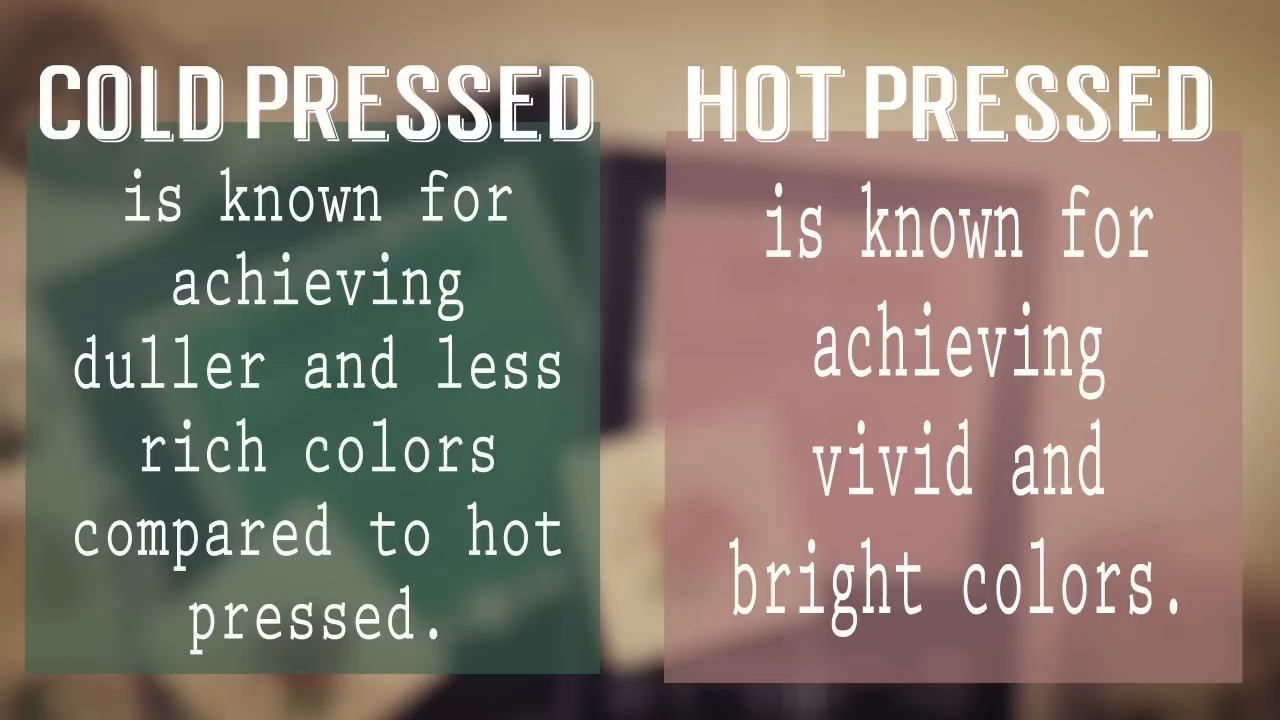 COLD PRESSED
is known for
achieving
duller and less
rich colors
compared to hot
pressed.
HOT PRESSED
is known for
achieving
vivid and
bright colors.